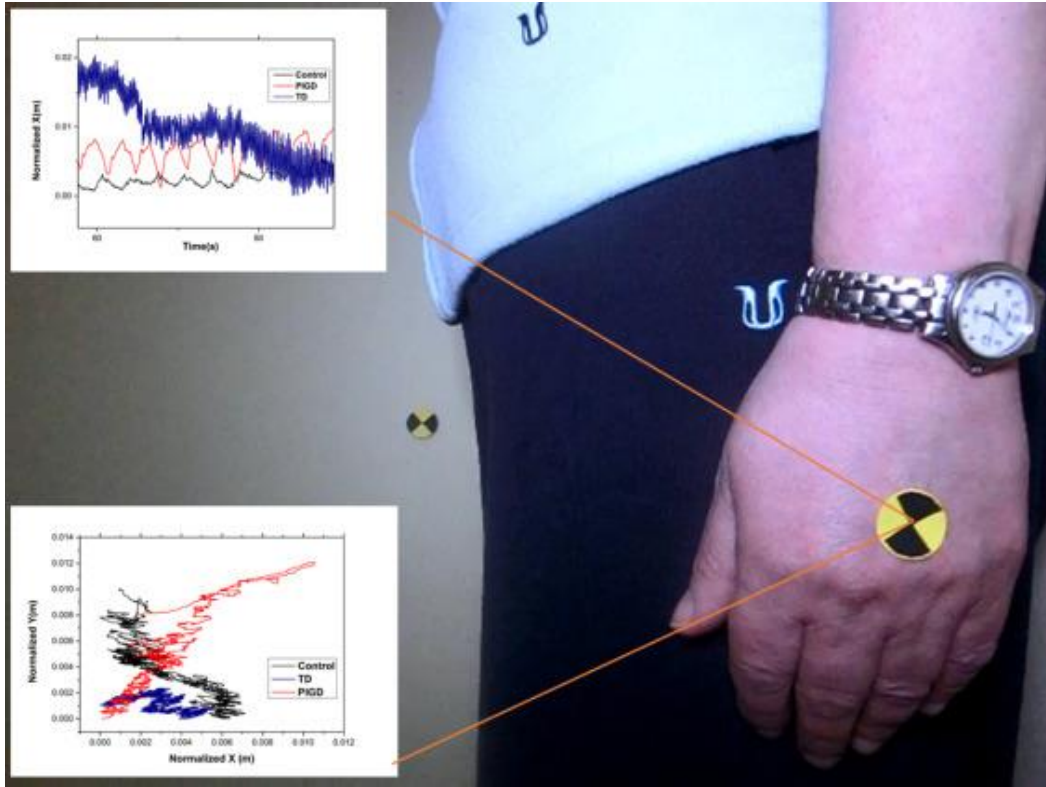 0.02
0.01
0.00
Normalized X(m)
Control
PIGD
TD
Time(s)
0.014
0.012
0.010
0.008
0.006
0.004
0.002
0.000
Normalized Y(m)
Control
TD
PIGD
0.000 0.002 0.004 0.006 0.008 0.010 0.012
Normalized X (m)